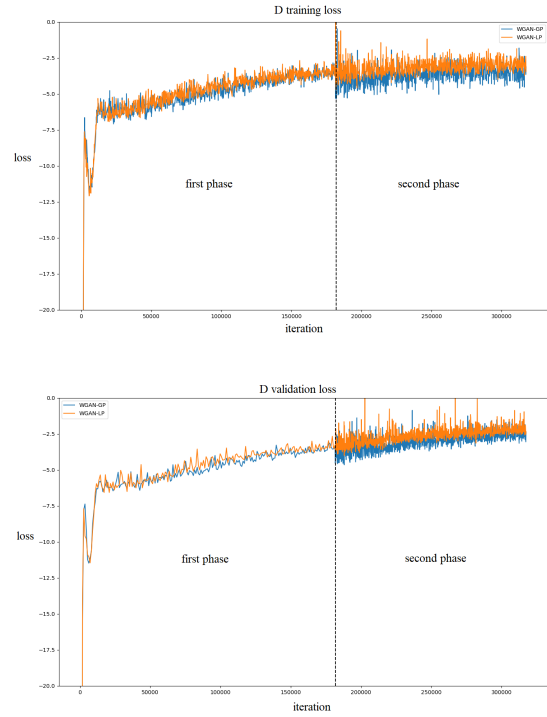 D training loss
0.0
−2.5
−5.0
−7.5
−10.0
−12.5
−15.0
−17.5
−20.0
loss
WGAN-GP
WGAN-LP
first phase
second phase
0 50000 100000 150000 200000 250000 300000
iteration
D validation loss
0.0
−2.5
−5.0
−7.5
−10.0
−12.5
−15.0
−17.5
−20.0
loss
WGAN-GP
WGAN-LP
first phase
second phase
0 50000 100000 150000 200000 250000 300000
iteration